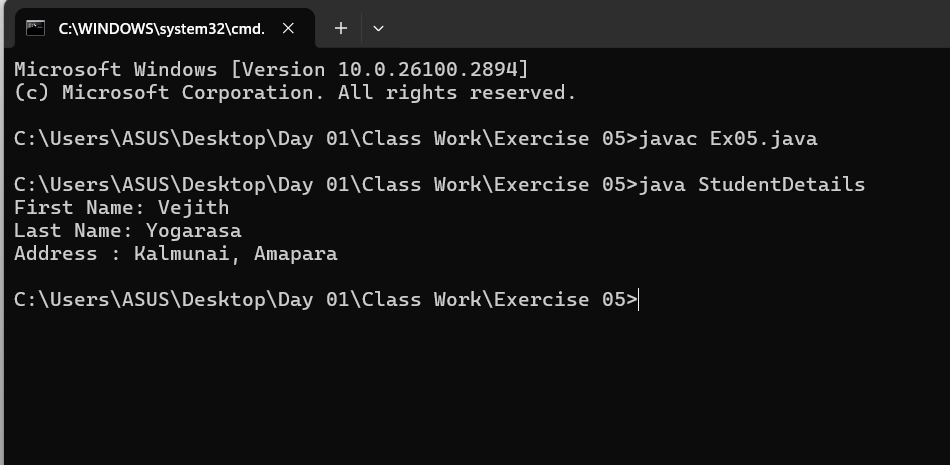 C:\WINDOWS\system32\cmd.
Microsoft Windows [Version 10.0.26100.2894]
(c) Microsoft Corporation. All rights reserved.
C:\Users\ASUS\Desktop\Day 01\Class Work\Exercise 05>javac Ex05.java
C:\Users\ASUS\Desktop\Day 01\Class Work\Exercise 05>java StudentDetails
First Name: Vejith
Last Name: Yogarasa
Address : Kalmunai, Amapara
C:\Users\ASUS\Desktop\Day 01\Class Work\Exercise 05>